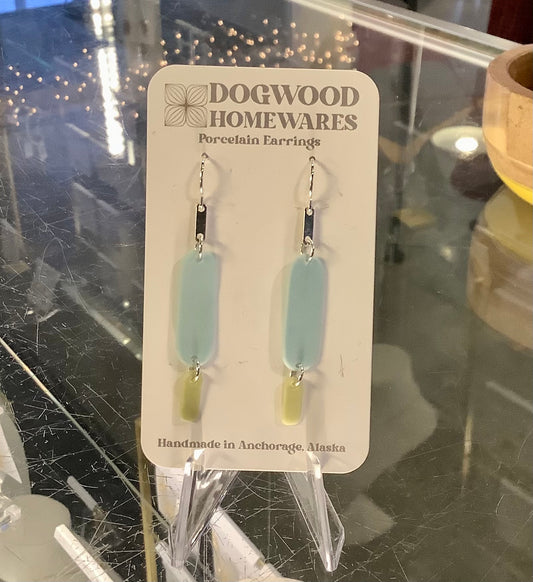 DOGWOOD
HOMEWARES
Porcelain Earrings
Handmade in Anchorage, Alaska